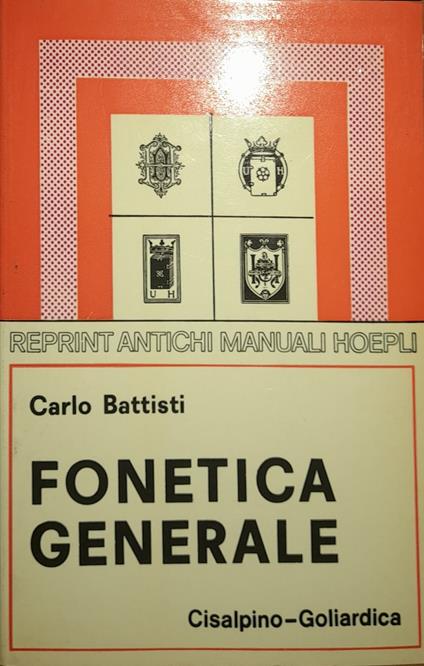 U H
U H
REPRINT ANTICHI MANUALI HOEPLI
Carlo Battisti
FONETICA
GENERALE
Cisalpino-Goliardica